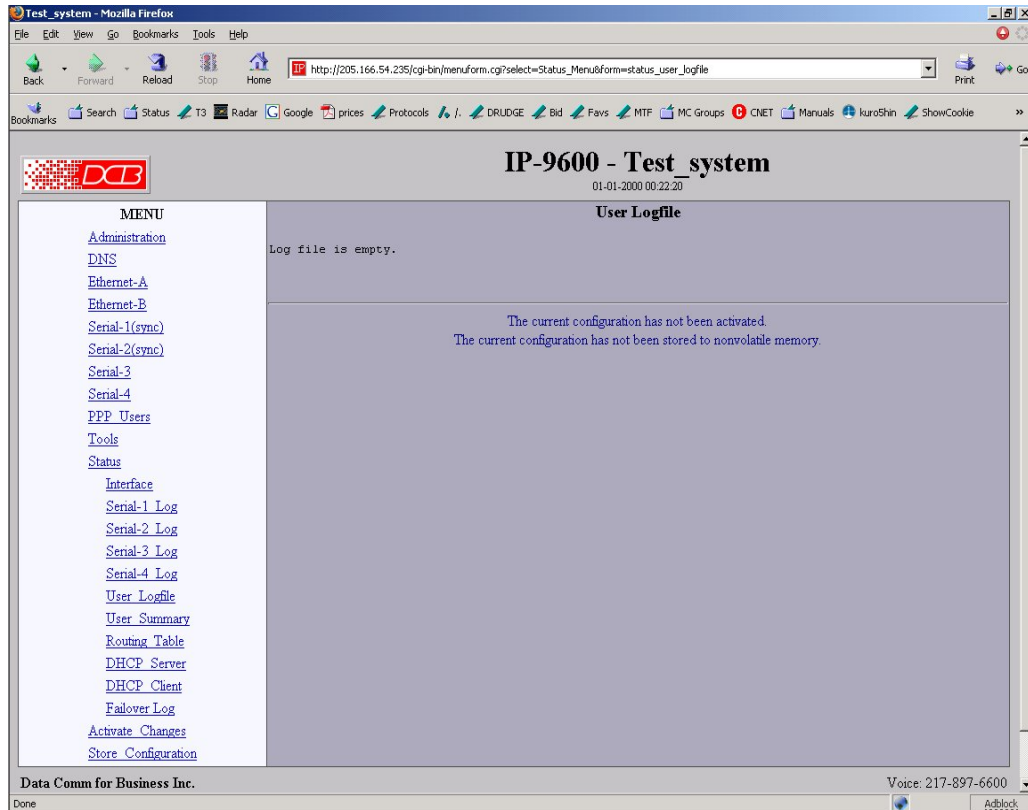 Test_system - Mozilla Firefox
File Edit View Go Bookmarks Tools Help
Back Forward Reload Stop Home IP http://205.166.54.235/cgi-bin/menuform.cgi?select=Status_Menu&form=status_user_logfile Print Go
Bookmarks Search Status T3 Radar G Google prices Protocols /. DRUDGE Bid Favs MTF MC Groups CNET Manuals kuro5hin ShowCookie »
DCB
IP-9600 - Test_system
01-01-2000 00:22:20
MENU
Administration
DNS
Ethernet-A
Ethernet-B
Serial-1(sync)
Serial-2(sync)
Serial-3
Serial-4
PPP Users
Tools
Status
Interface
Serial-1 Log
Serial-2 Log
Serial-3 Log
Serial-4 Log
User Logfile
User Summary
Routing Table
DHCP Server
DHCP Client
Failover Log
Activate Changes
Store Configuration
User Logfile
Log file is empty.
The current configuration has not been activated.
The current configuration has not been stored to nonvolatile memory.
Data Comm for Business Inc. Voice: 217-897-6600
Done Adblock